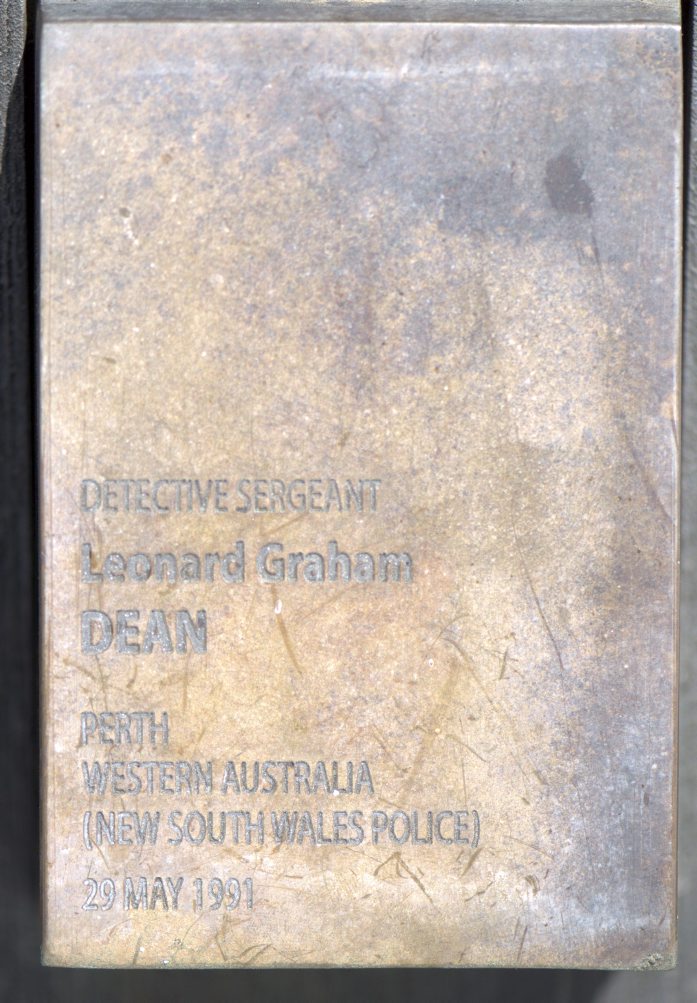 DETECTIVE SERGEANT
Leonard Graham
DEAN
PERTH
WESTERN AUSTRALIA
(NEW SOUTH WALES POLICE)
29 MAY 1991